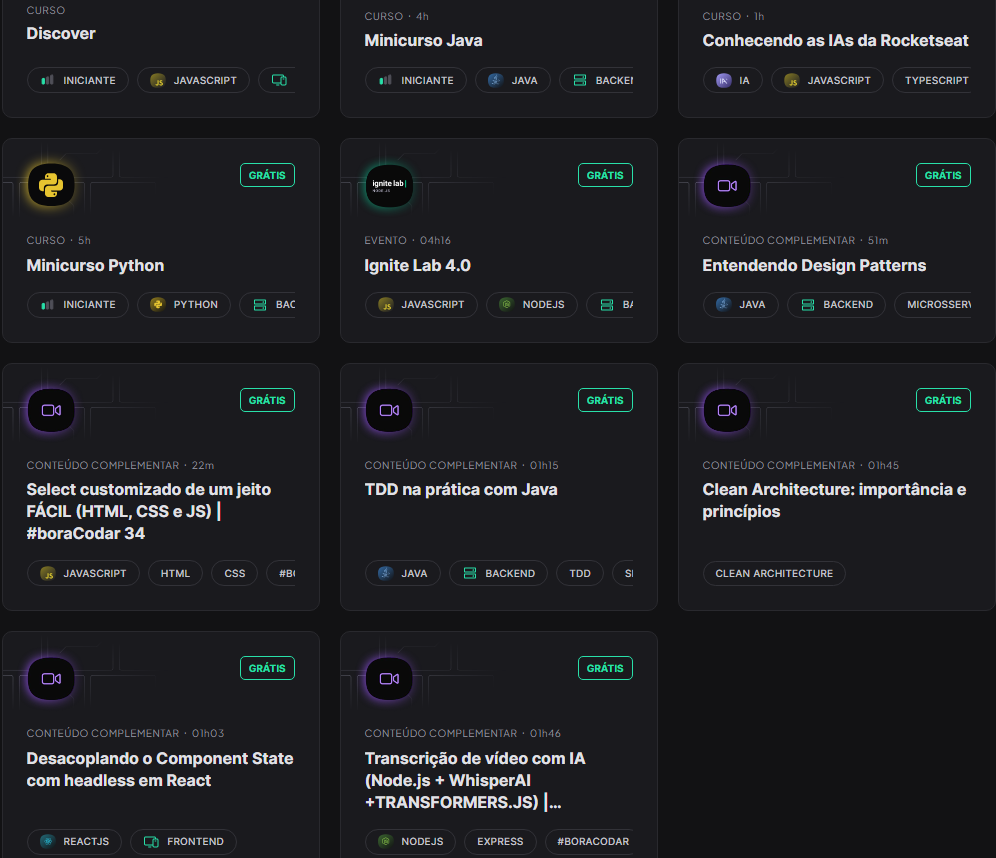 CURSO
Discover
INICIANTE JAVASCRIPT
CURSO · 4h
Minicurso Java
INICIANTE JAVA BACKEN
CURSO · 1h
Conhecendo as IAs da Rocketseat
IA IA JAVASCRIPT TYPESCRIPT
GRÁTIS
CURSO · 5h
Minicurso Python
INICIANTE PYTHON BAC
ignite lab|
NODE.JS
GRÁTIS
EVENTO · 04h16
Ignite Lab 4.0
JS JAVASCRIPT NODEJS BA
GRÁTIS
CONTEÚDO COMPLEMENTAR · 51m
Entendendo Design Patterns
JAVA BACKEND MICROSSERV
GRÁTIS
CONTEÚDO COMPLEMENTAR · 22m
Select customizado de um jeito
FÁCIL (HTML, CSS e JS) |
#boraCodar 34
JS JAVASCRIPT HTML CSS #BO
GRÁTIS
CONTEÚDO COMPLEMENTAR · 01h15
TDD na prática com Java
JAVA BACKEND TDD
GRÁTIS
CONTEÚDO COMPLEMENTAR · 01h45
Clean Architecture: importância e
princípios
CLEAN ARCHITECTURE
GRÁTIS
CONTEÚDO COMPLEMENTAR · 01h03
Desacoplando o Component State
com headless em React
REACTJS FRONTEND
GRÁTIS
CONTEÚDO COMPLEMENTAR · 01h46
Transcrição de vídeo com IA
(Node.js + WhisperAI
+TRANSFORMERS.JS) |...
NODEJS EXPRESS #BORACODAR